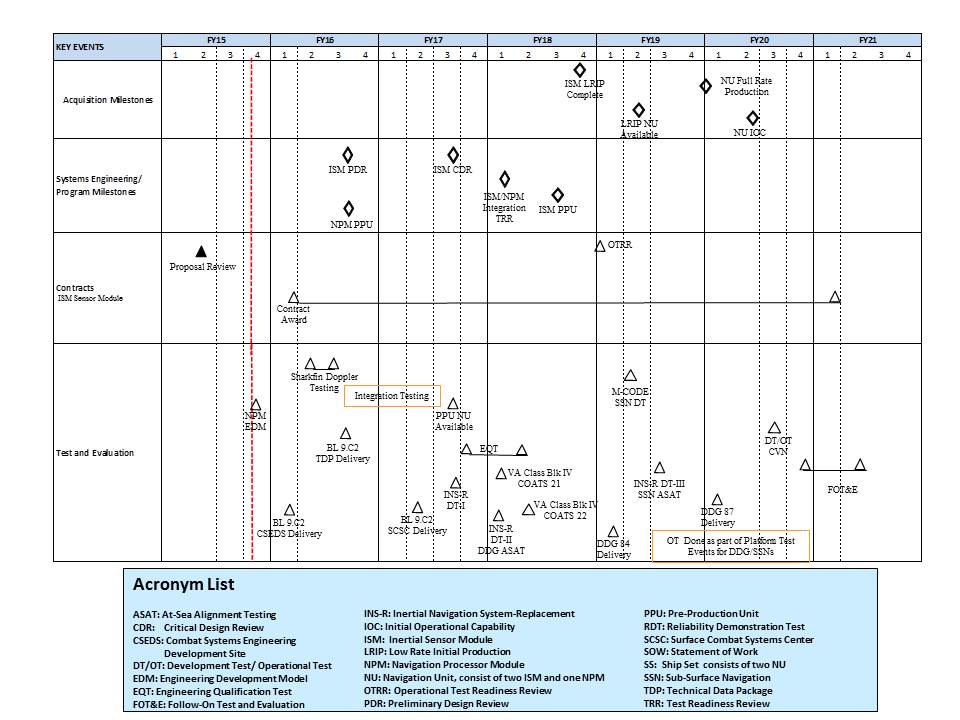 KEY EVENTS
FY15 FY16 FY17 FY18 FY19 FY20 FY21
1 2 3 4 1 2 3 4 1 2 3 4 1 2 3 4 1 2 3 4 1 2 3 4 1 2 3 4
Acquisition Milestones
ISM LRIP
Complete
LRIP NU
Available
NU Full Rate
Production
NU IOC
Systems Engineering/
Program Milestones
ISM PDR
NPM PPU
ISM CDR
ISM/NPM
Integration
TRR
ISM PPU
Contracts
ISM Sensor Module
Proposal Review
Contract
Award
OTRR
Test and Evaluation
Sharkfin Doppler
Testing
Integration Testing
NPM
EDM
PPU NU
Available
M-CODE
SSN DT
BL 9.C2
TDP Delivery
EQT
DT/OT
CVN
VA Class Blk IV
COATS 21
INS-R
DT-I
INS-R DT-III
SSN ASAT
FOT&E
BL 9.C2
CSEDS Delivery
BL 9.C2
SCSC Delivery
VA Class Blk IV
COATS 22
INS-R
DT-II
DDG ASAT
DDG 87
Delivery
DDG 84
Delivery
OT Done as part of Platform Test
Events for DDG/SSNs
Acronym List
ASAT: At-Sea Alignment Testing
CDR: Critical Design Review
CSEDS: Combat Systems Engineering
Development Site
DT/OT: Development Test/ Operational Test
EDM: Engineering Development Model
EQT: Engineering Qualification Test
FOT&E: Follow-On Test and Evaluation
INS-R: Inertial Navigation System-Replacement
IOC: Initial Operational Capability
ISM: Inertial Sensor Module
LRIP: Low Rate Initial Production
NPM: Navigation Processor Module
NU: Navigation Unit, consist of two ISM and one NPM
OTRR: Operational Test Readiness Review
PDR: Preliminary Design Review
PPU: Pre-Production Unit
RDT: Reliability Demonstration Test
SCSC: Surface Combat Systems Center
SOW: Statement of Work
SS: Ship Set consists of two NU
SSN: Sub-Surface Navigation
TDP: Technical Data Package
TRR: Test Readiness Review